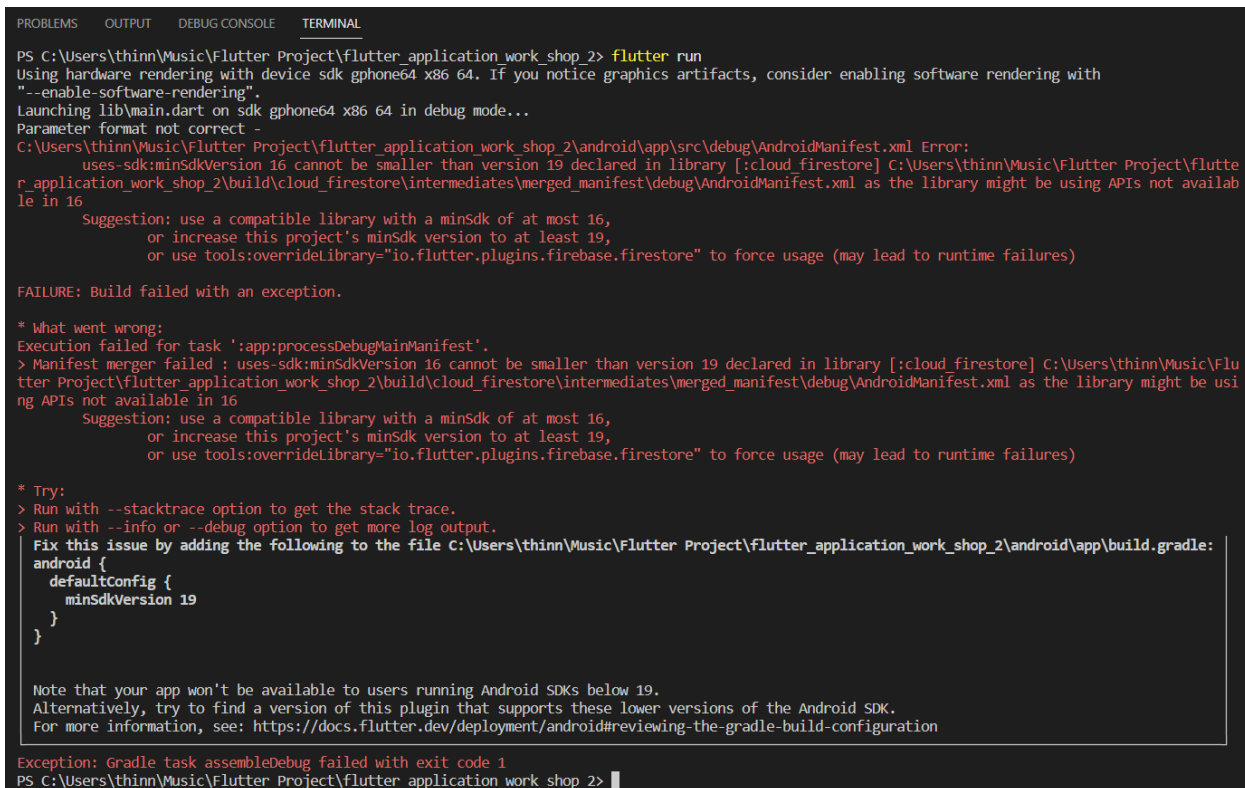 PROBLEMS OUTPUT DEBUG CONSOLE TERMINAL
PS C:\Users\thinn\Music\Flutter Project\flutter_application_work_shop_2> flutter run
Using hardware rendering with device sdk gphone64 x86 64. If you notice graphics artifacts, consider enabling software rendering with
"--enable-software-rendering".
Launching lib\main.dart on sdk gphone64 x86 64 in debug mode...
Parameter format not correct -
C:\Users\thinn\Music\Flutter Project\flutter_application_work_shop_2\android\app\src\debug\AndroidManifest.xml Error:
uses-sdk:minSdkVersion 16 cannot be smaller than version 19 declared in library [:cloud_firestore] C:\Users\thinn\Music\Flutter Project\flutte
r_application_work_shop_2\build\cloud_firestore\intermediates\merged_manifest\debug\AndroidManifest.xml as the library might be using APIs not availab
le in 16
Suggestion: use a compatible library with a minSdk of at most 16,
or increase this project's minSdk version to at least 19,
or use tools:overrideLibrary="io.flutter.plugins.firebase.firestore" to force usage (may lead to runtime failures)
FAILURE: Build failed with an exception.
* What went wrong:
Execution failed for task ':app:processDebugMainManifest'.
> Manifest merger failed : uses-sdk:minSdkVersion 16 cannot be smaller than version 19 declared in library [:cloud_firestore] C:\Users\thinn\Music\Flu
tter Project\flutter_application_work_shop_2\build\cloud_firestore\intermediates\merged_manifest\debug\AndroidManifest.xml as the library might be usi
ng APIs not available in 16
Suggestion: use a compatible library with a minSdk of at most 16,
or increase this project's minSdk version to at least 19,
or use tools:overrideLibrary="io.flutter.plugins.firebase.firestore" to force usage (may lead to runtime failures)
* Try:
> Run with --stacktrace option to get the stack trace.
> Run with --info or --debug option to get more log output.
Fix this issue by adding the following to the file C:\Users\thinn\Music\Flutter Project\flutter_application_work_shop_2\android\app\build.gradle:
android {
defaultConfig {
minSdkVersion 19
}
}
Note that your app won't be available to users running Android SDKs below 19.
Alternatively, try to find a version of this plugin that supports these lower versions of the Android SDK.
For more information, see: https://docs.flutter.dev/deployment/android#reviewing-the-gradle-build-configuration
Exception: Gradle task assembleDebug failed with exit code 1
PS C:\Users\thinn\Music\Flutter Project\flutter_application_work_shop_2>